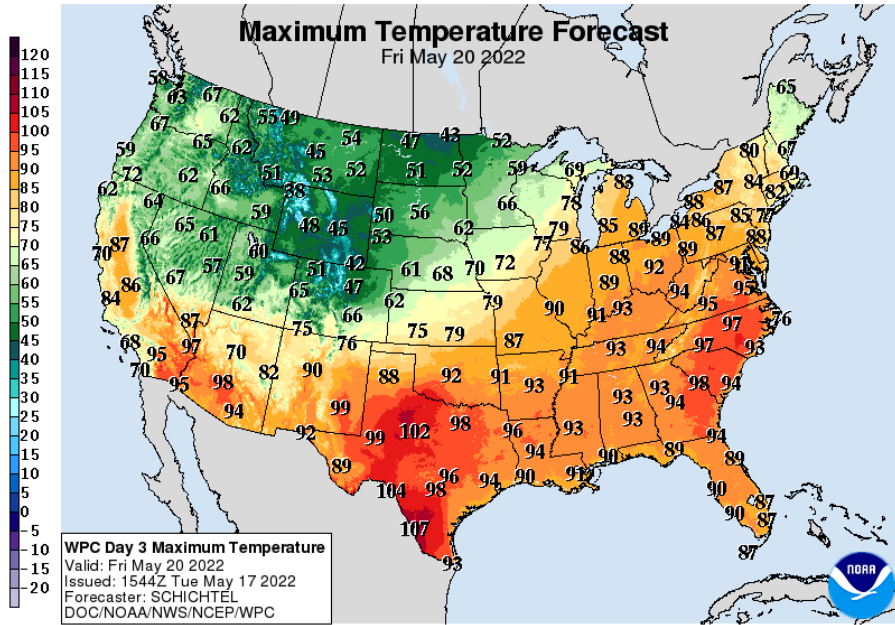 Maximum Temperature Forecast
Fri May 20 2022
120
115
110
105
100
95
90
85
80
75
70
65
60
55
50
45
40
35
30
25
20
15
10
5
0
−5
−10
−15
−20
58 63 67 62 55 49 54 47 43 52 65
67 65 62 45 53 52 51 52 59 69 80 67
59 72 62 51 38 50 56 66 78 83 87 84 69 82
62 64 66 59 48 45 53 62 79 85 89 88 84 86 85 77
70 87 66 65 61 60 77 86 88 89 89 87 88
86 67 57 59 51 42 61 68 70 72 92 91
84 62 65 47 62 79 90 89 94 95
87 66 91 93 95 97 76
68 95 97 70 75 76 75 79 87 93 94 97 93
70 95 98 82 90 88 92 91 93 91 93 93 98 94
94 99 102 98 96 93 93 94
92 99 94 90 89 94
89 96 94 90 91 89
104 98 90
107 90 87
93 87 87
WPC Day 3 Maximum Temperature
Valid: Fri May 20 2022
Issued: 1544Z Tue May 17 2022
Forecaster: SCHICHTEL
DOC/NOAA/NWS/NCEP/WPC
NOAA